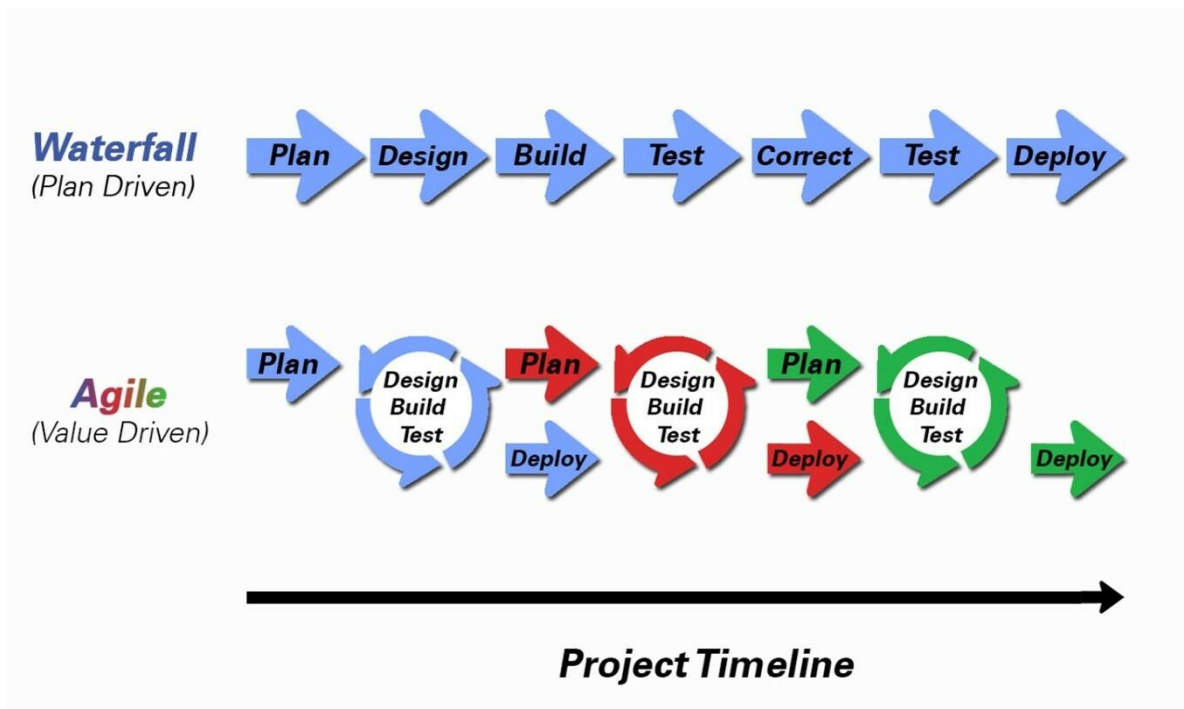 Waterfall
(Plan Driven)
Plan
Design
Build
Test
Correct
Test
Deploy
Agile
(Value Driven)
Plan
Design
Build
Test
Plan
Deploy
Design
Build
Test
Plan
Deploy
Design
Build
Test
Deploy
Project Timeline